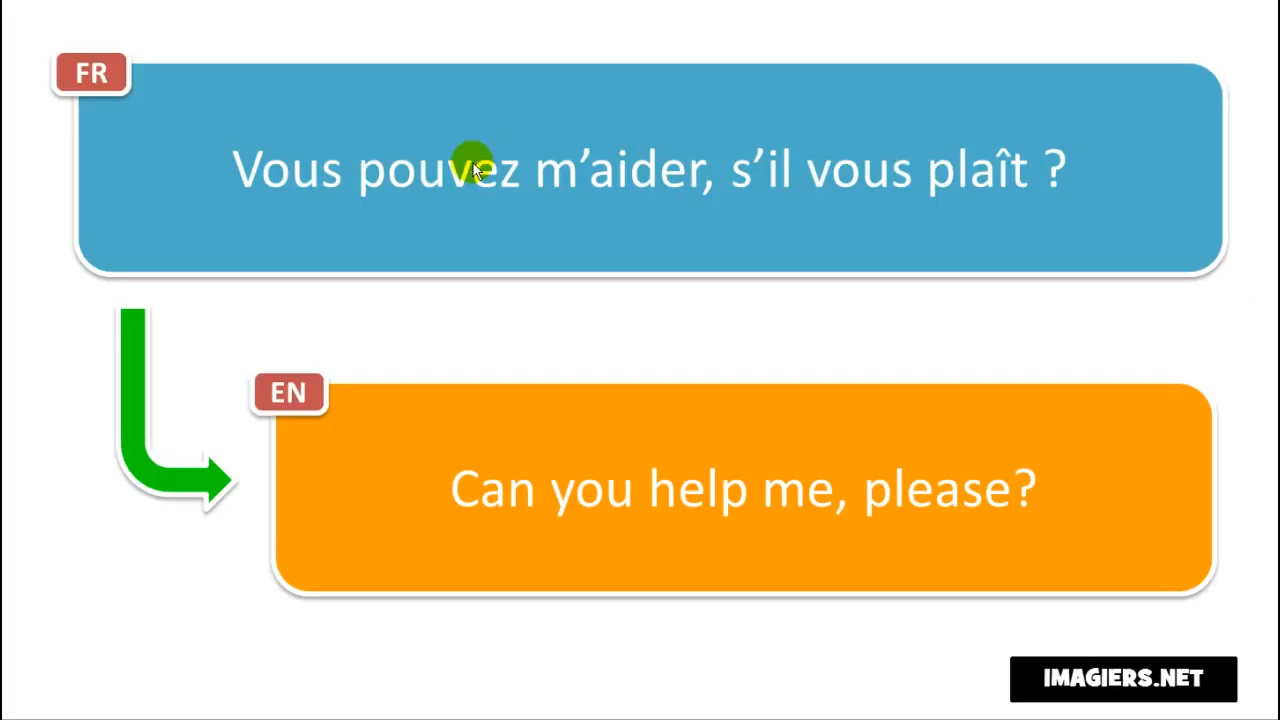 FR
Vous pouvez m’aider, s’il vous plaît ?
EN
Can you help me, please?
IMAGIERS.NET